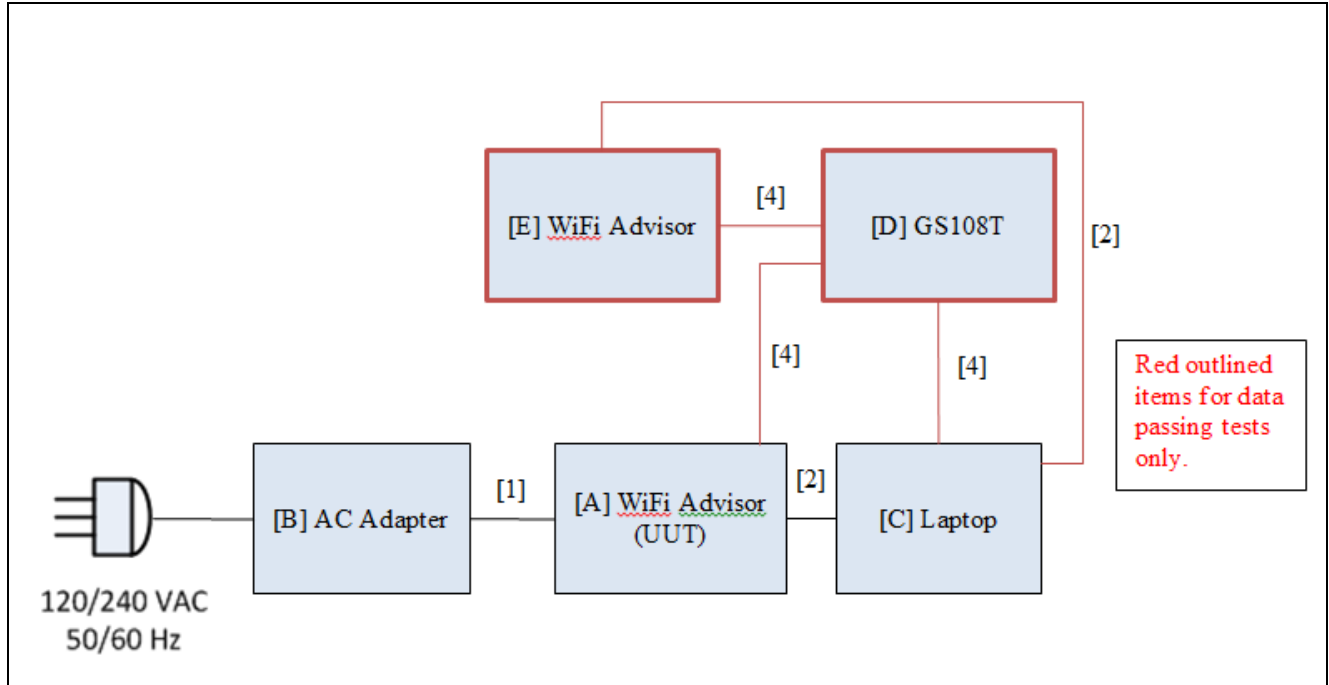 [E] WiFi Advisor
[4]
[D] GS108T
[2]
[4]
[4]
Red outlined
items for data
passing tests
only.
[B] AC Adapter
[1]
[A] WiFi Advisor
(UUT)
[2]
[C] Laptop
120/240 VAC
50/60 Hz